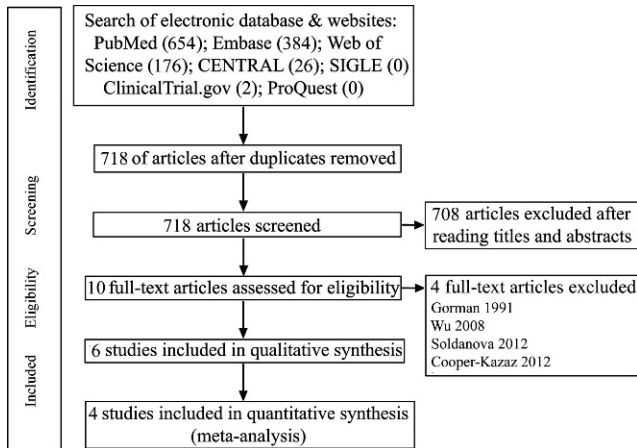 Identification
Search of electronic database & websites:
PubMed (654); Embase (384); Web of
Science (176); CENTRAL (26); SIGLE (0)
ClinicalTrial.gov (2); ProQuest (0)
718 of articles after duplicates removed
Screening
718 articles screened
708 articles excluded after
reading titles and abstracts
Eligibility
10 full-text articles assessed for eligibility
4 full-text articles excluded
Gorman 1991
Wu 2008
Soldanova 2012
Cooper-Kazaz 2012
Included
6 studies included in qualitative synthesis
4 studies included in quantitative synthesis
(meta-analysis)